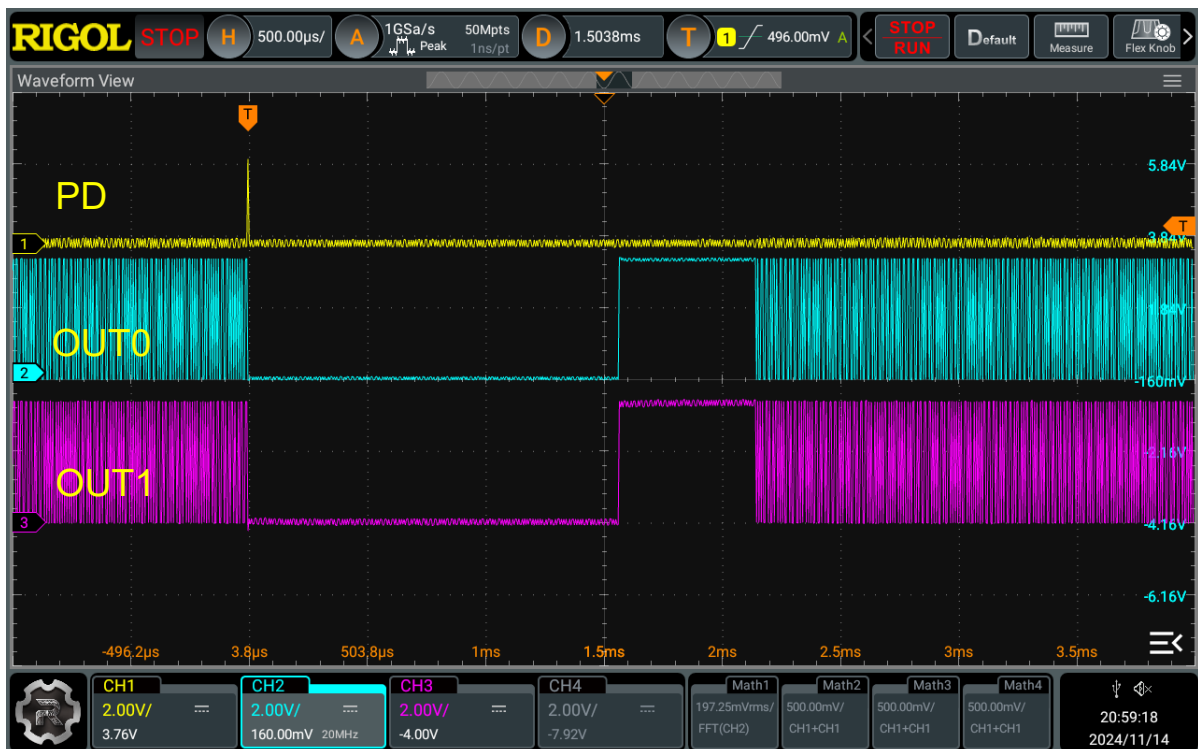 RIGOL STOP H 500.00μs/ A 1GSa/s Peak 50Mpts 1ns/pt D 1.5038ms T 1 496.00mV A < STOP RUN Default Measure Flex Knob >
Waveform View
T
5.84V
PD
T
1
3.84V
1.84V
OUT0
2
-160mV
-2.16V
OUT1
3
-4.16V
-6.16V
-496.2μs 3.8μs 503.8μs 1ms 1.5ms 2ms 2.5ms 3ms 3.5ms
CH1 CH2 CH3 CH4 Math1 Math2 Math3 Math4
2.00V/ 2.00V/ 2.00V/ 2.00V/ 197.25mVrms/ 500.00mV/ 500.00mV/ 500.00mV/
3.76V 160.00mV 20MHz -4.00V -7.92V FFT(CH2) CH1+CH1 CH1+CH1 CH1+CH1
R
20:59:18
2024/11/14